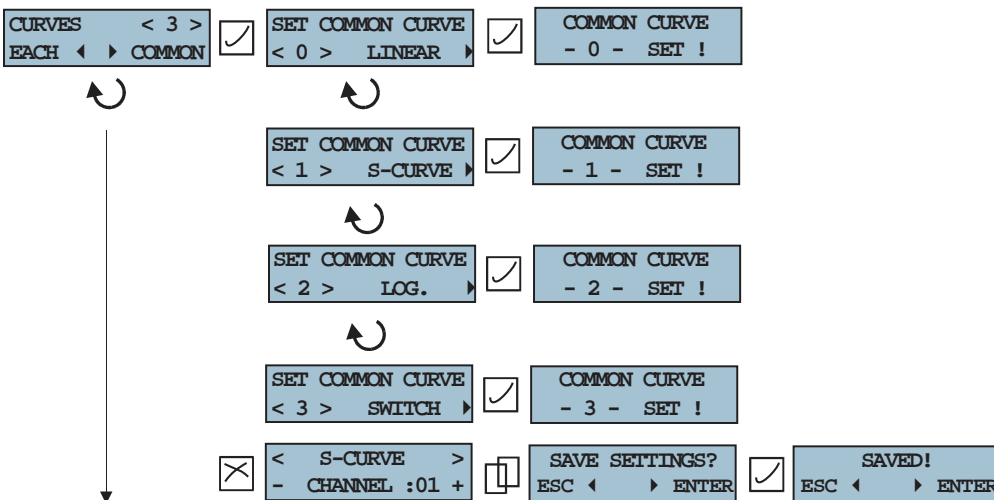 CURVES < 3 >
EACH ◄ ► COMMON
SET COMMON CURVE
< 0 > LINEAR ►
COMMON CURVE
- 0 - SET !
SET COMMON CURVE
< 1 > S-CURVE ►
COMMON CURVE
- 1 - SET !
SET COMMON CURVE
< 2 > LOG. ►
COMMON CURVE
- 2 - SET !
SET COMMON CURVE
< 3 > SWITCH ►
COMMON CURVE
- 3 - SET !
< S-CURVE >
- CHANNEL :01 +
SAVE SETTINGS?
ESC ◄ ► ENTER
SAVED!
ESC ◄ ► ENTER